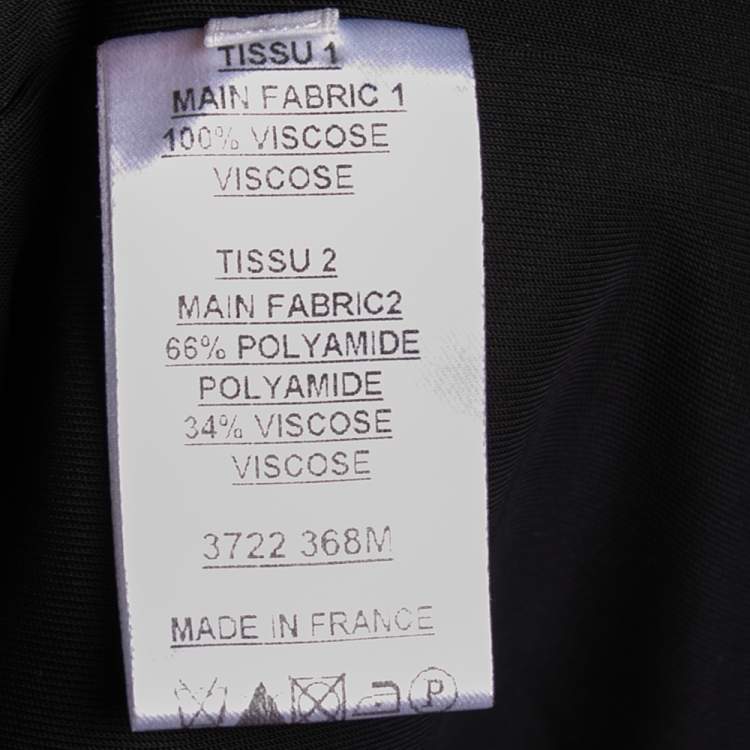 TISSU 1
MAIN FABRIC 1
100% VISCOSE
VISCOSE
TISSU 2
MAIN FABRIC2
66% POLYAMIDE
POLYAMIDE
34% VISCOSE
VISCOSE
3722 368M
MADE IN FRANCE
P